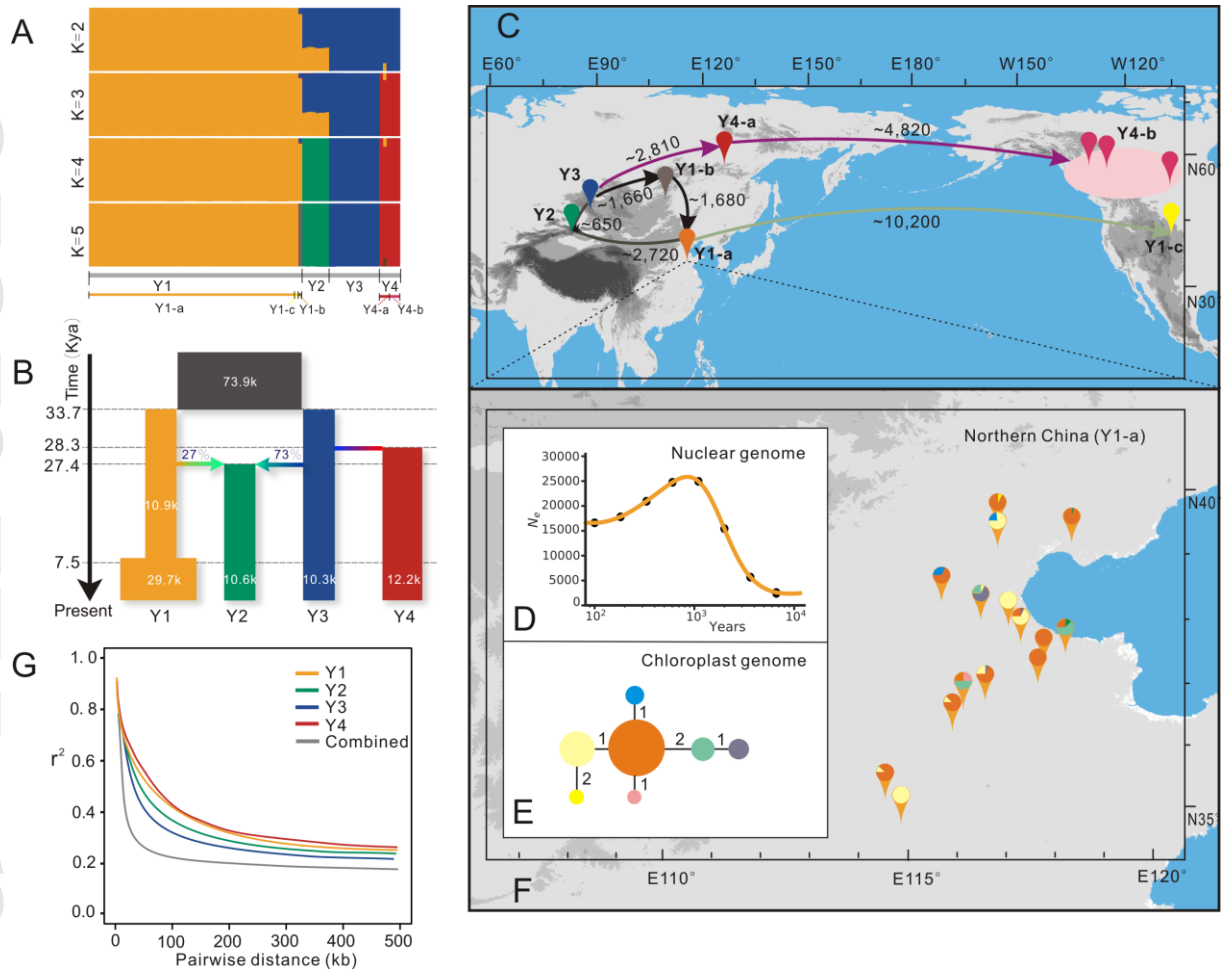 A
K=2
K=3
K=4
K=5
Y1
Y2
Y3
Y4
Y1-a
Y1-c
Y1-b
Y4-a
Y4-b
B
Time (Kya)
73.9k
33.7
28.3
27.4
27%
73%
10.9k
7.5
29.7k
10.6k
10.3k
12.2k
Present
Y1
Y2
Y3
Y4
G
1.0
0.8
0.6
0.4
0.2
0.0
r²
Y1
Y2
Y3
Y4
Combined
0
100
200
300
400
500
Pairwise distance (kb)
C
E60°
E90°
E120°
E150°
E180°
W150°
W120°
Y4-a
~4,820
Y4-b
~2,810
N60°
Y3
Y1-b
~1,660
~1,680
Y2
~650
~10,200
~2,720
Y1-a
Y1-c
N30°
Nuclear genome
30000
25000
20000
15000
10000
5000
0
Nₑ
10²
10³
10⁴
Years
D
Chloroplast genome
1
1
2
1
2
1
E
Northern China (Y1-a)
N40°
N35°
F
E110°
E115°
E120°